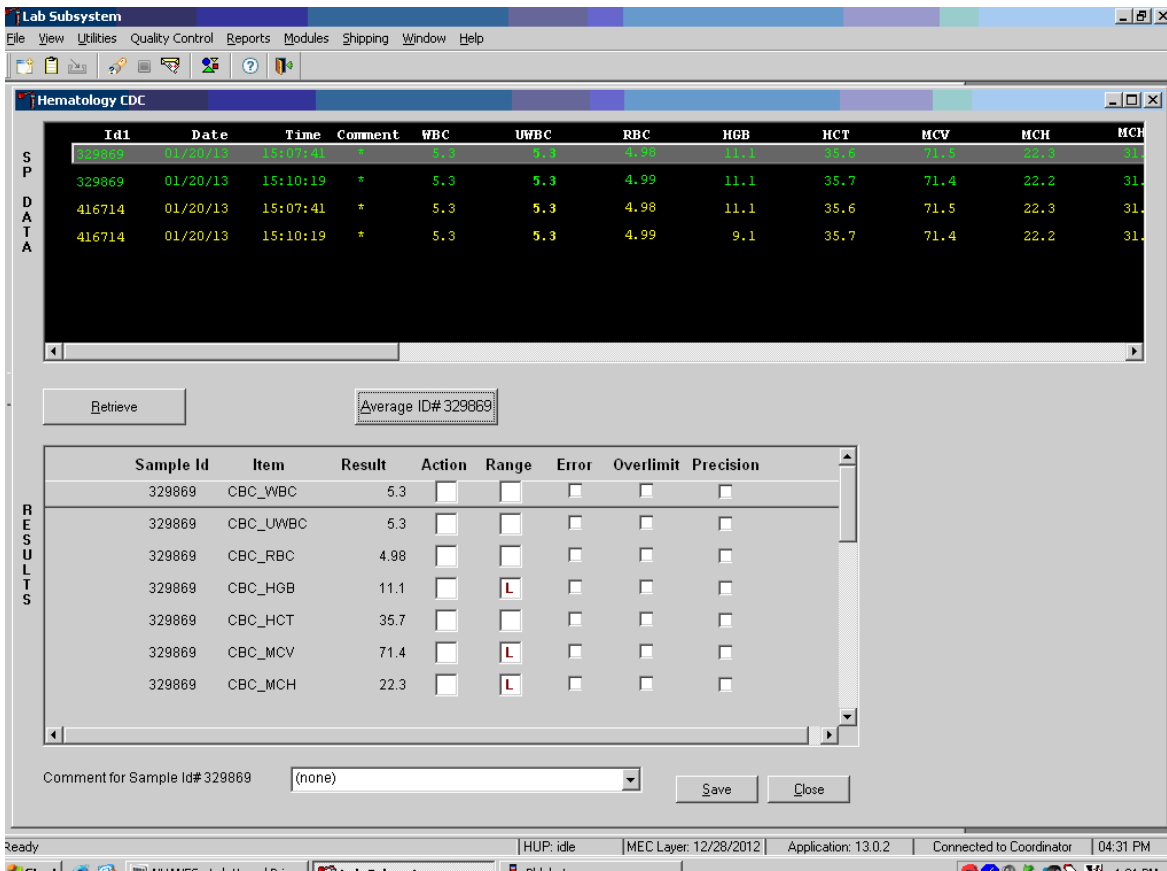 Lab Subsystem
File View Utilities Quality Control Reports Modules Shipping Window Help
Hematology CDC
Id1 Date Time Comment WBC UWBC RBC HGB HCT MCV MCH MCH
329869 01/20/13 15:07:41 * 5.3 5.3 4.98 11.1 35.6 71.5 22.3 31.
329869 01/20/13 15:10:19 * 5.3 5.3 4.99 11.1 35.7 71.4 22.2 31.
416714 01/20/13 15:07:41 * 5.3 5.3 4.98 11.1 35.6 71.5 22.3 31.
416714 01/20/13 15:10:19 * 5.3 5.3 4.99 9.1 35.7 71.4 22.2 31.
SP DATA
Retrieve Average ID# 329869
Sample Id Item Result Action Range Error Overlimit Precision
329869 CBC_WBC 5.3
329869 CBC_UWBC 5.3
329869 CBC_RBC 4.98
329869 CBC_HGB 11.1 L
329869 CBC_HCT 35.7
329869 CBC_MCV 71.4 L
329869 CBC_MCH 22.3 L
RESULTS
Comment for Sample Id# 329869 (none) Save Close
Ready HUP: idle MEC Layer: 12/28/2012 Application: 13.0.2 Connected to Coordinator 04:31 PM